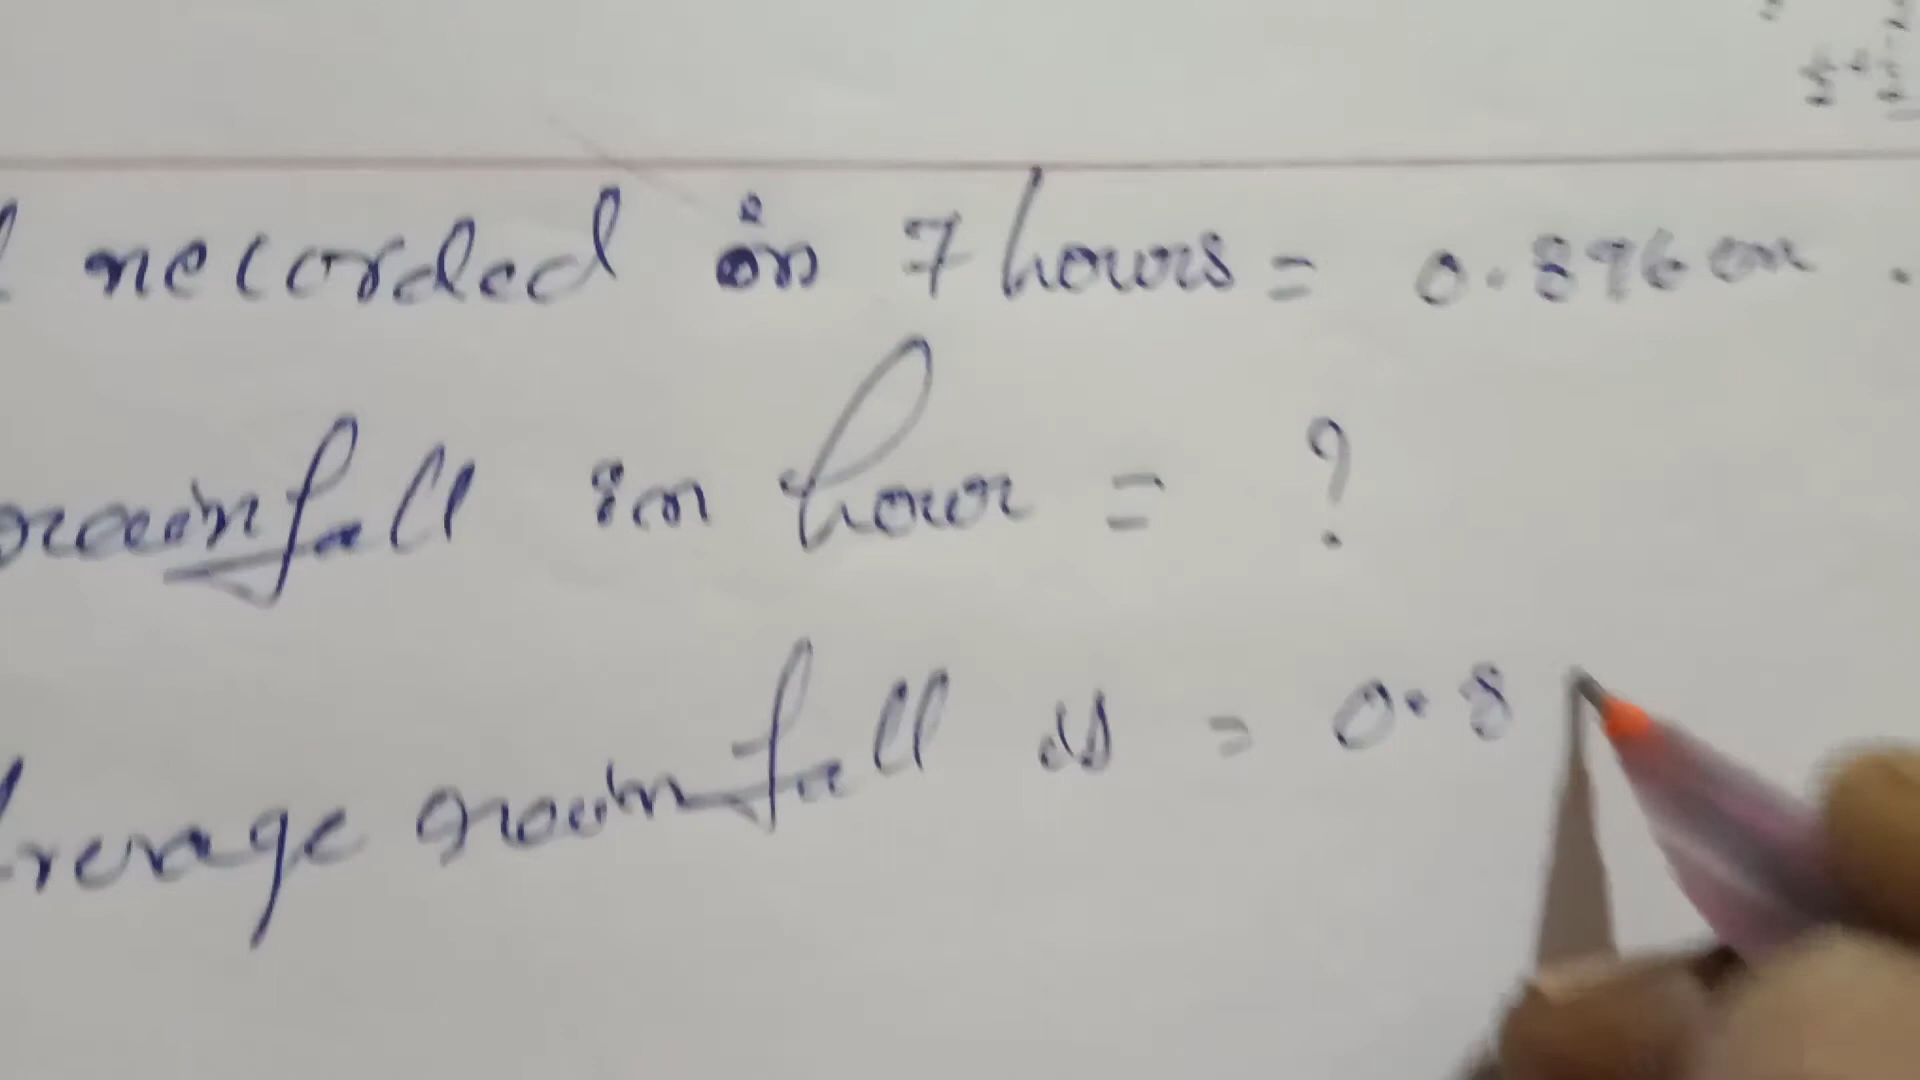 recorded in 7 hours = 0.896 cm.
rainfall in hour = ?
Average rainfall is = 0.8